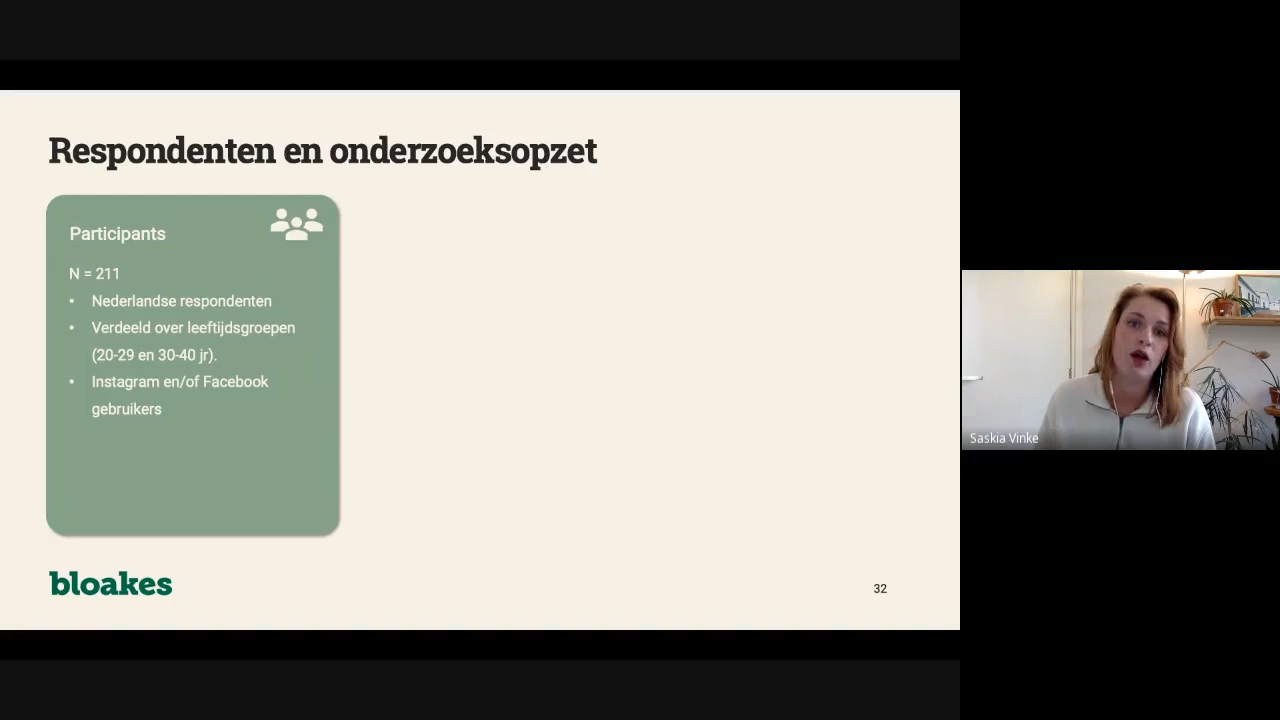 Respondenten en onderzoeksopzet
Participants
N = 211
• Nederlandse respondenten
• Verdeeld over leeftijdsgroepen
(20-29 en 30-40 jr).
• Instagram en/of Facebook
gebruikers
bloakes
32
Saskia Vinke